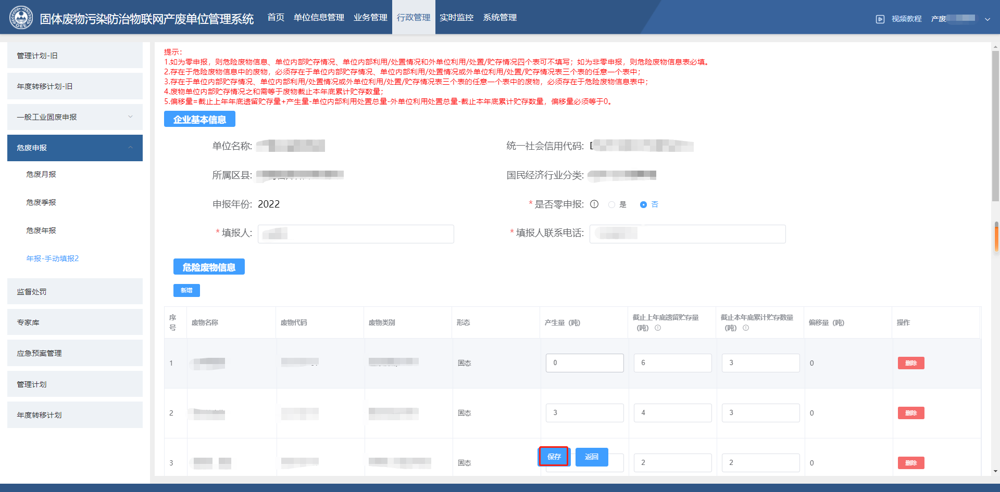 固体废物污染防治物联网产废单位管理系统
首页 单位信息管理 业务管理 行政管理 实时监控 系统管理
视频教程 产废
管理计划-旧
年度转移计划-旧
一般工业固废申报
危废申报
危废月报
危废季报
危废年报
年报-手动填报2
监督处罚
专家库
应急预案管理
管理计划
年度转移计划
提示：
1.如为零申报，则危险废物信息、单位内部贮存情况、单位内部利用/处置情况和外单位利用/处置/贮存情况四个表可不填写；如为非零申报，则危险废物信息表必填。
2.存在于危险废物信息中的废物，必须存在于单位内部贮存情况、单位内部利用/处置情况或外单位利用/处置/贮存情况表三个表的任意一个表中；
3.存在于单位内部贮存情况、单位内部利用/处置情况或外单位利用/处置/贮存情况表三个表的任意一个表中的废物，必须存在于危险废物信息表中；
4.废物单位内部贮存情况之和需等于废物截止本年底累计贮存数量；
5.偏移量=截止上年年底遗留贮存量+产生量-单位内部利用处置总量-外单位利用处置总量-截止本年底累计贮存数量，偏移量必须等于0。
企业基本信息
单位名称:
统一社会信用代码:
所属区县:
国民经济行业分类:
申报年份: 2022
*是否零申报: 是 否
*填报人:
*填报人联系电话:
危险废物信息
新增
序号 废物名称 废物代码 废物类别 形态 产生量（吨） 截止上年底遗留贮存量（吨） 截止本年底累计贮存数量（吨） 偏移量（吨） 操作
1 固态 0 6 3 0 删除
2 固态 3 4 3 0 删除
3 固态 2 2 0 删除
保存 返回